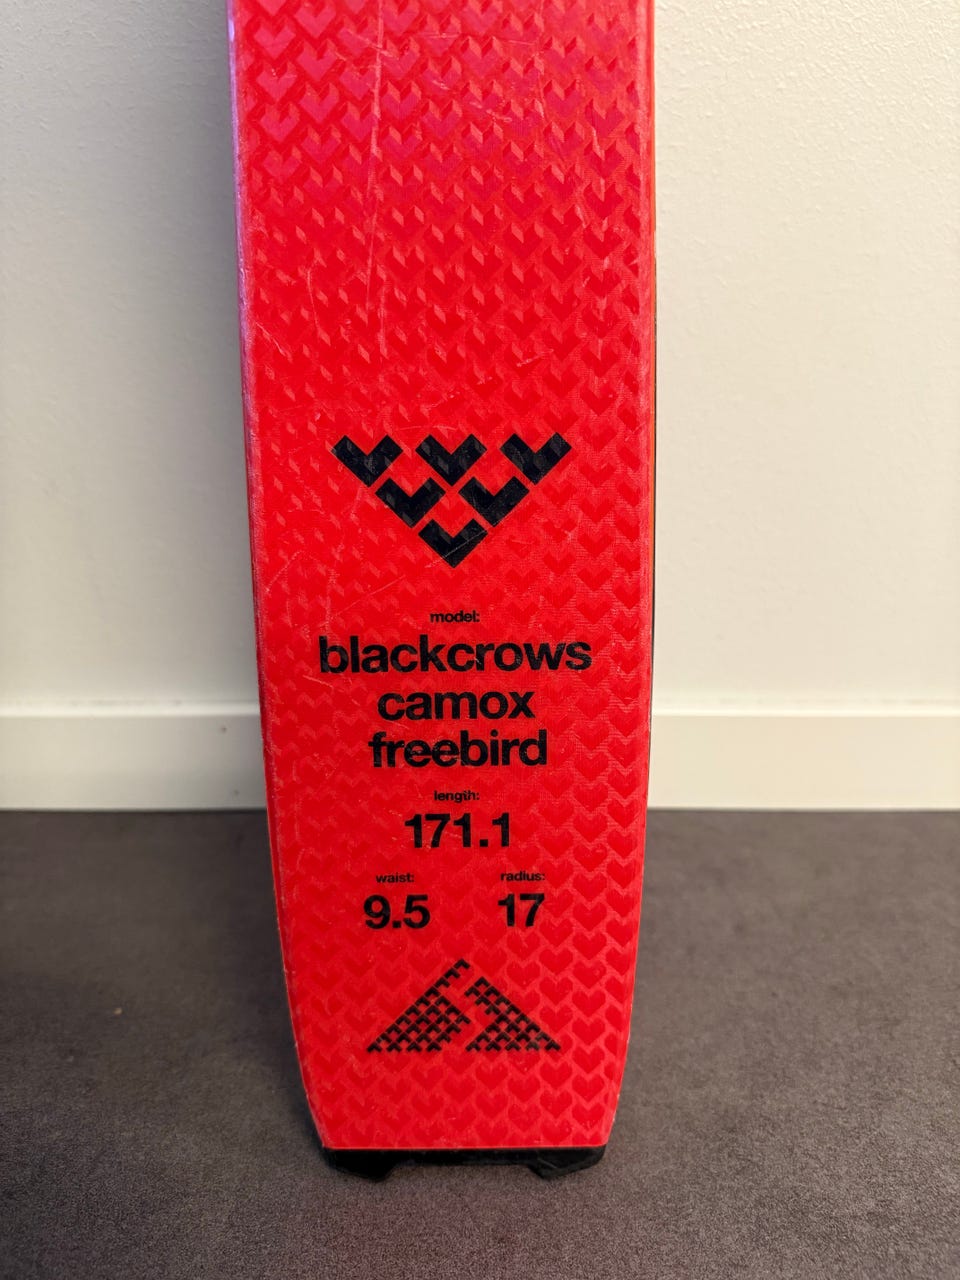 model:
blackcrows
camox
freebird
length:
171.1
waist: radius:
9.5 17